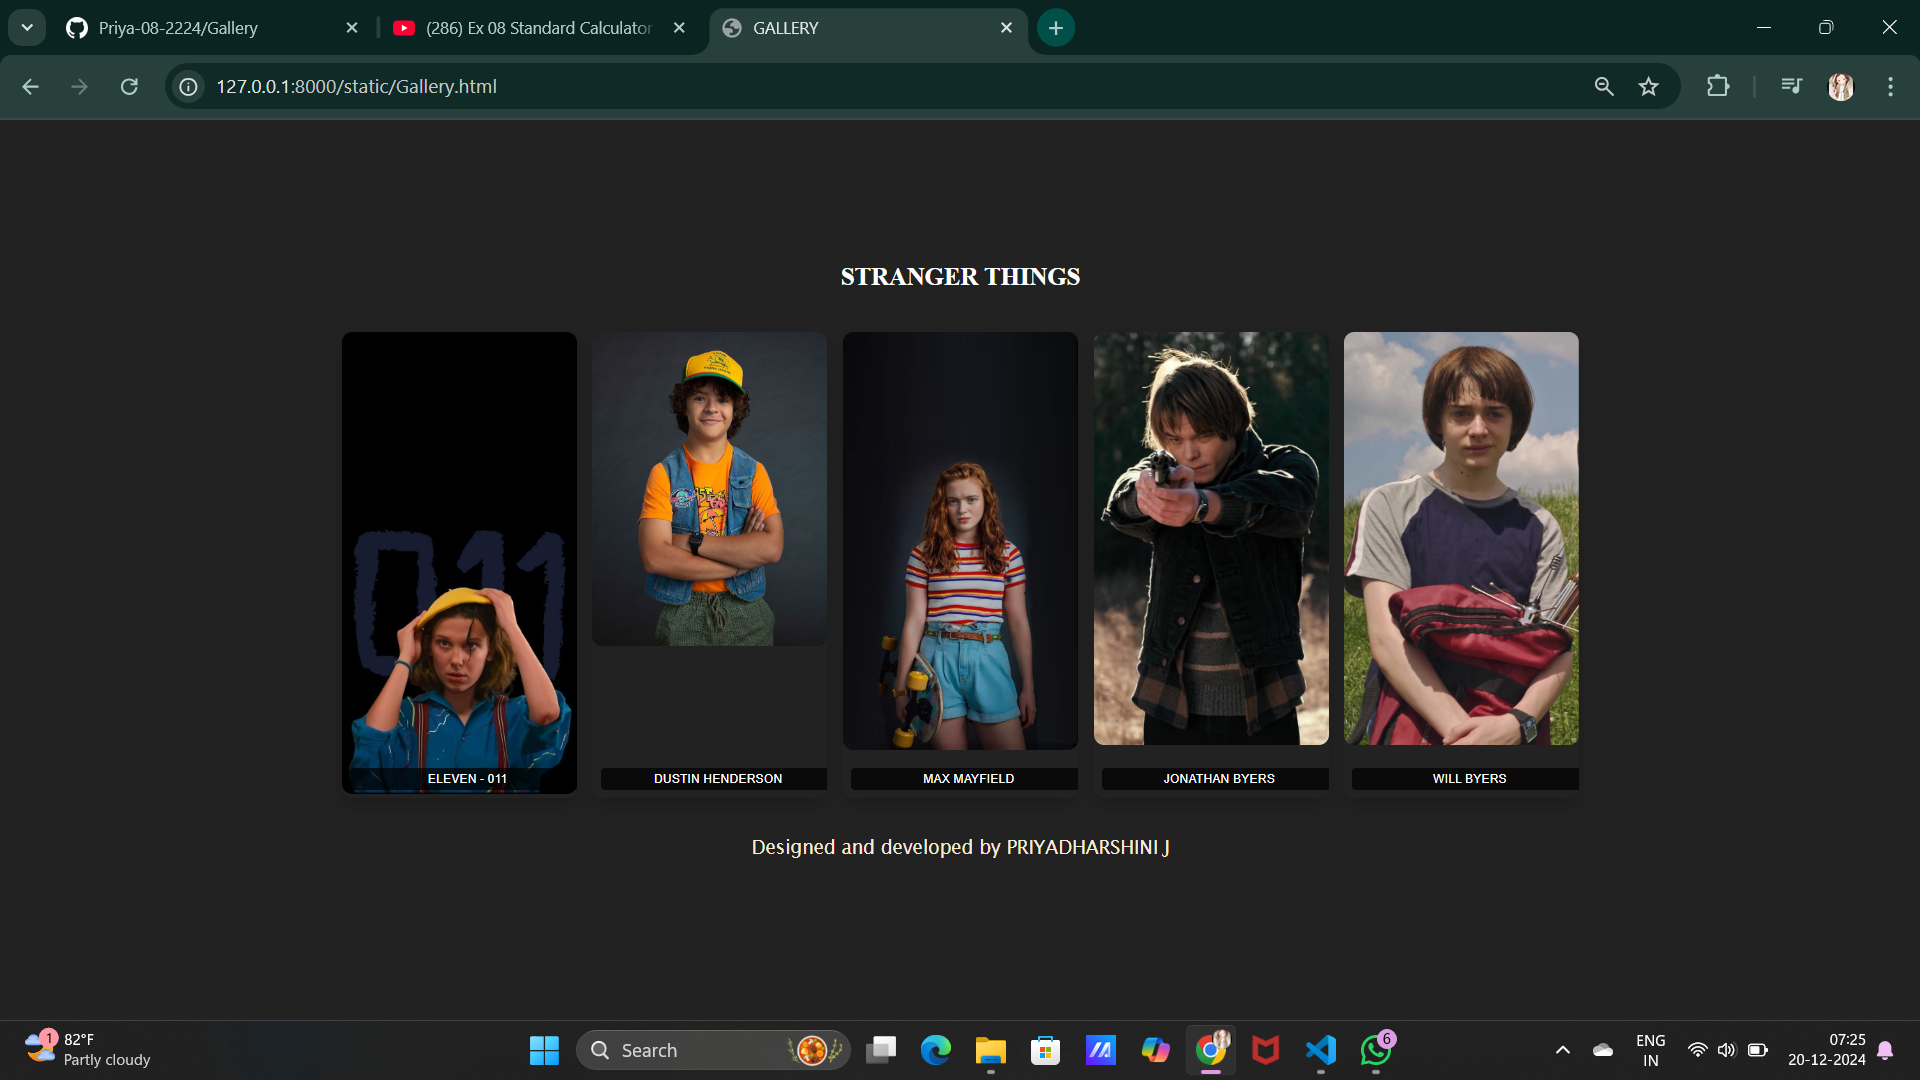 Priya-08-2224/Gallery
(286) Ex 08 Standard Calculator
GALLERY
127.0.0.1:8000/static/Gallery.html
STRANGER THINGS
011
ELEVEN - 011
DUSTIN HENDERSON
MAX MAYFIELD
JONATHAN BYERS
WILL BYERS
Designed and developed by PRIYADHARSHINI J
1
82°F
Partly cloudy
Search
6
ENG
IN
07:25
20-12-2024